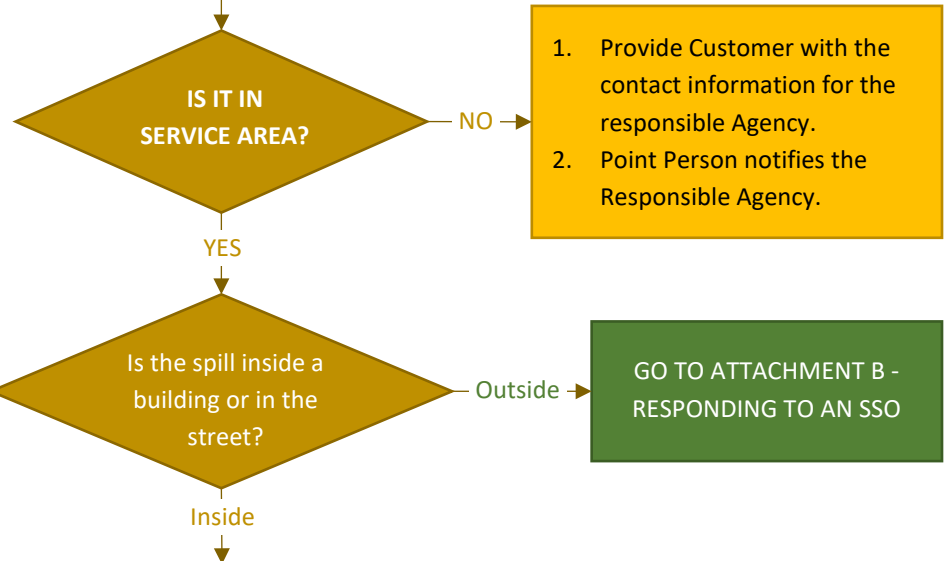 IS IT IN
SERVICE AREA?
NO
1. Provide Customer with the
contact information for the
responsible Agency.
2. Point Person notifies the
Responsible Agency.
YES
Is the spill inside a
building or in the
street?
Outside
GO TO ATTACHMENT B -
RESPONDING TO AN SSO
Inside